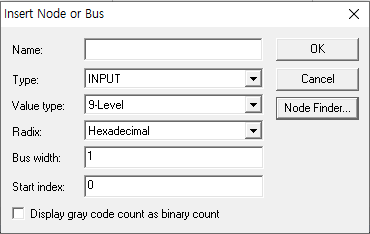 Insert Node or Bus
Name:
OK
Type:
INPUT
Cancel
Value type:
9-Level
Node Finder...
Radix:
Hexadecimal
Bus width:
1
Start index:
0
Display gray code count as binary count